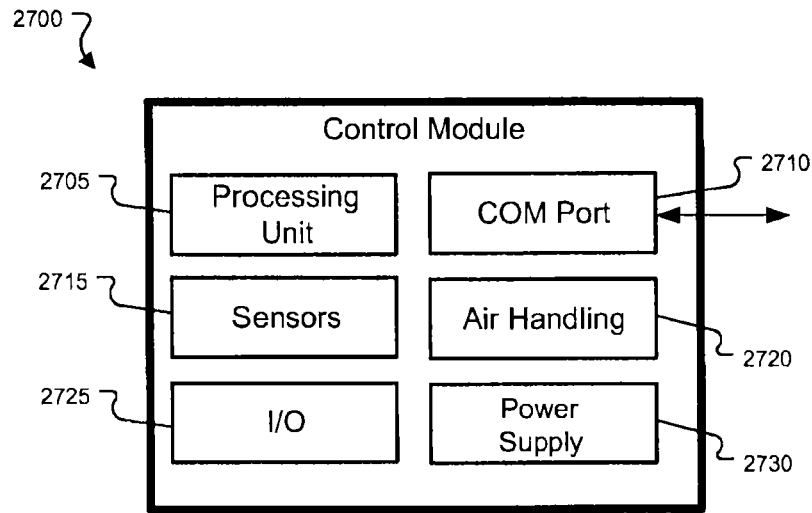 2700
Control Module
2705
Processing
Unit
COM Port
2710
2715
Sensors
Air Handling
2720
2725
I/O
Power
Supply
2730